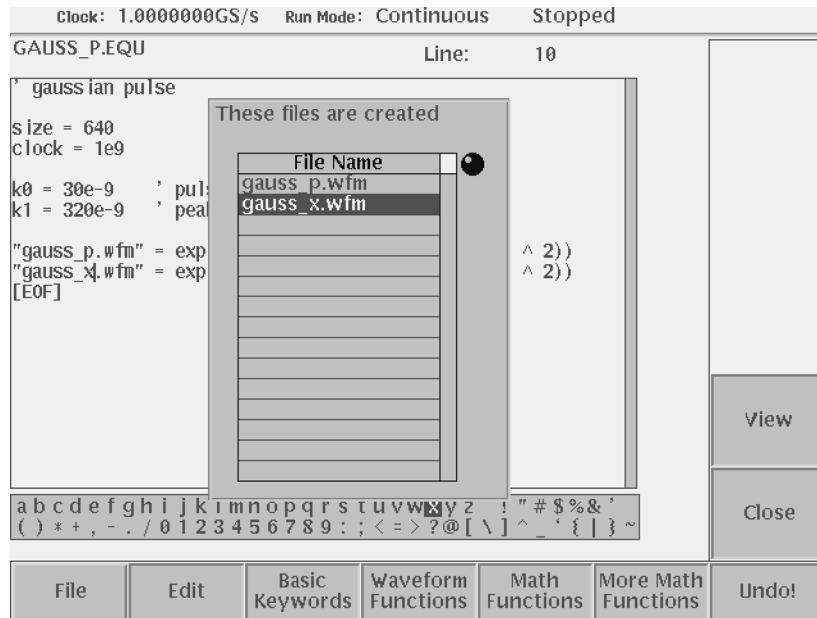 Clock: 1.0000000GS/s Run Mode: Continuous Stopped
GAUSS_P.EQU Line: 10
' gaussian pulse
size = 640
clock = 1e9
k0 = 30e-9 ' pul
k1 = 320e-9 ' peal
"gauss_p.wfm" = exp ^ 2))
"gauss_x.wfm" = exp ^ 2))
[EOF]
These files are created
File Name
gauss_p.wfm
gauss_x.wfm
View
Close
a b c d e f g h i j k l m n o p q r s t u v w x y z ! " # $ % & '
( ) * + , - . / 0 1 2 3 4 5 6 7 8 9 : ; < = > ? @ [ \ ] ^ _ ‘ { | } ~
File Edit Basic Keywords Waveform Functions Math Functions More Math Functions Undo!